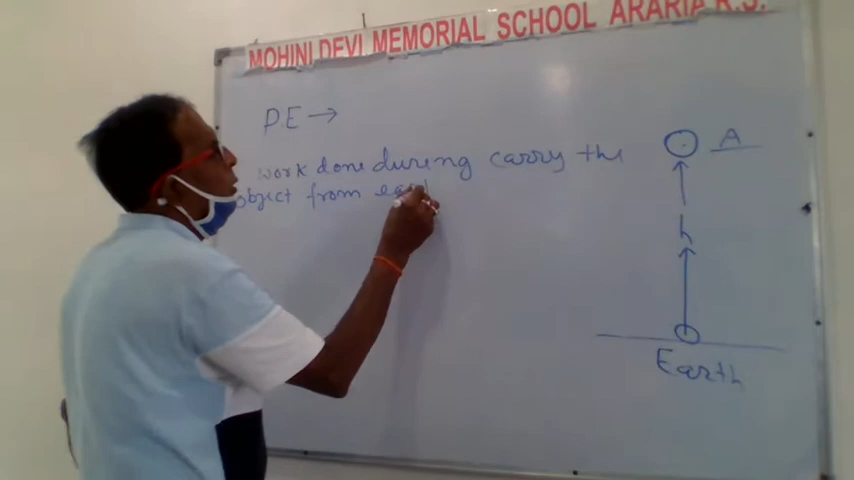 MOHINI DEVI MEMORIAL SCHOOL ARARIA R.S.
PE →
work done during carry the
object from
A
h
Earth